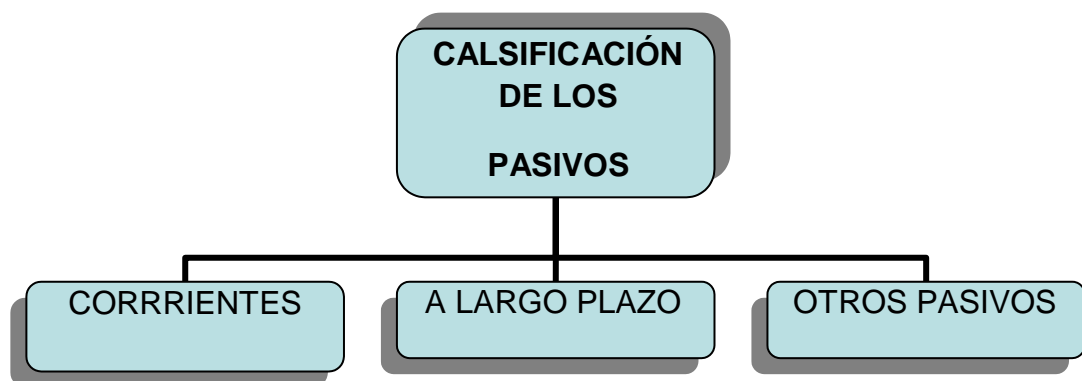 CALSIFICACIÓN
DE LOS
PASIVOS
CORRRIENTES
A LARGO PLAZO
OTROS PASIVOS